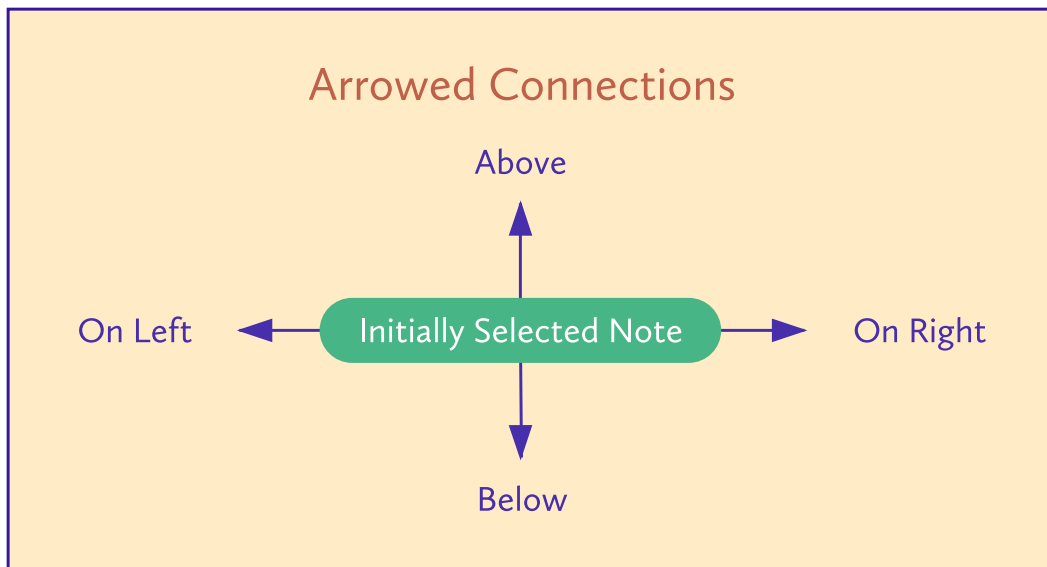 Arrowed Connections
Above
On Left
Initially Selected Note
On Right
Below